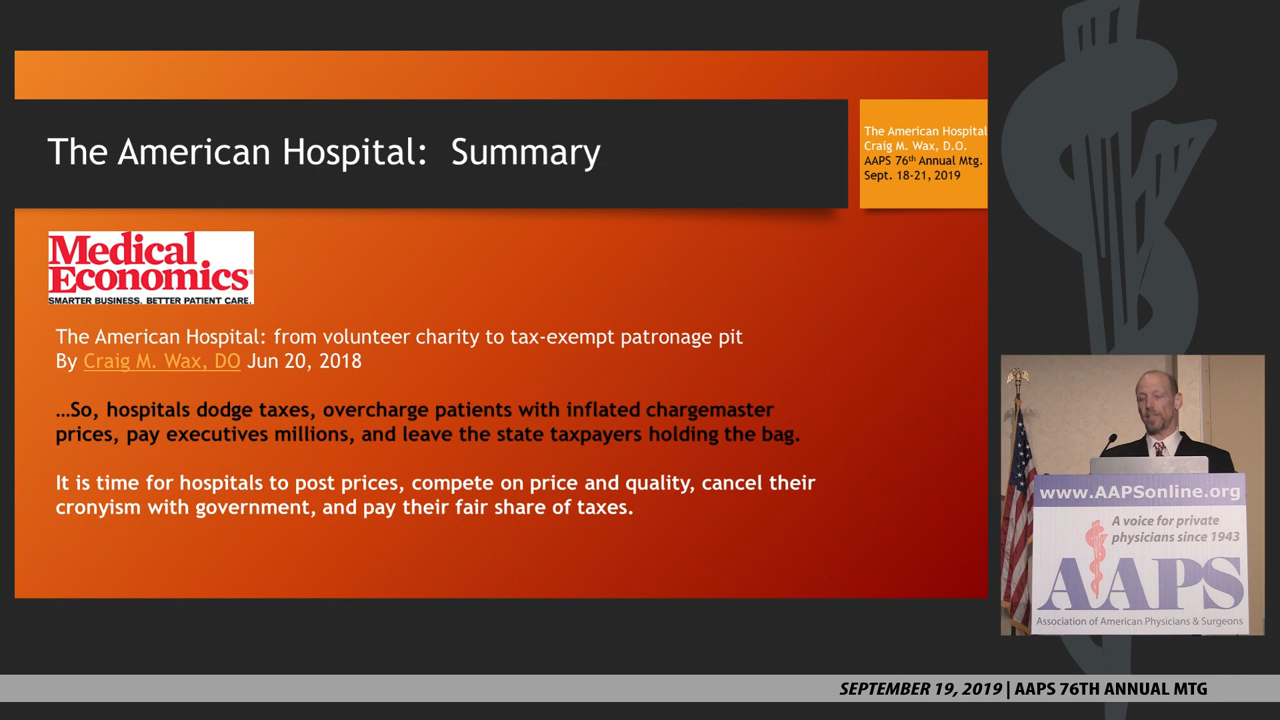 The American Hospital: Summary
The American Hospital
Craig M. Wax, D.O.
AAPS 76th Annual Mtg.
Sept. 18-21, 2019
Medical
Economics®
SMARTER BUSINESS. BETTER PATIENT CARE.
The American Hospital: from volunteer charity to tax-exempt patronage pit
By Craig M. Wax, DO Jun 20, 2018
…So, hospitals dodge taxes, overcharge patients with inflated chargemaster
prices, pay executives millions, and leave the state taxpayers holding the bag.
It is time for hospitals to post prices, compete on price and quality, cancel their
cronyism with government, and pay their fair share of taxes.
www.AAPSonline.org
A voice for private
physicians since 1943
AAPS
Association of American Physicians & Surgeons
SEPTEMBER 19, 2019 | AAPS 76TH ANNUAL MTG